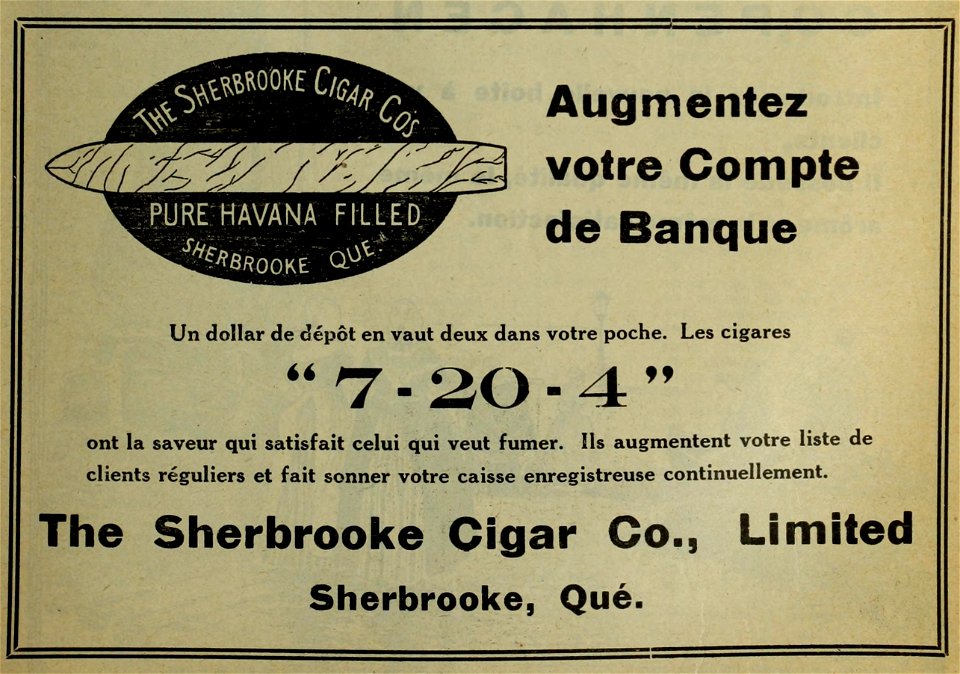 THE SHERBROOKE CIGAR CO'S
PURE HAVANA FILLED
SHERBROOKE QUE"
Augmentez
votre Compte
de Banque
Un dollar de dépôt en vaut deux dans votre poche. Les cigares
“ 7 - 20 - 4 ”
ont la saveur qui satisfait celui qui veut fumer. Ils augmentent votre liste de
clients réguliers et fait sonner votre caisse enregistreuse continuellement.
The Sherbrooke Cigar Co., Limited
Sherbrooke, Qué.